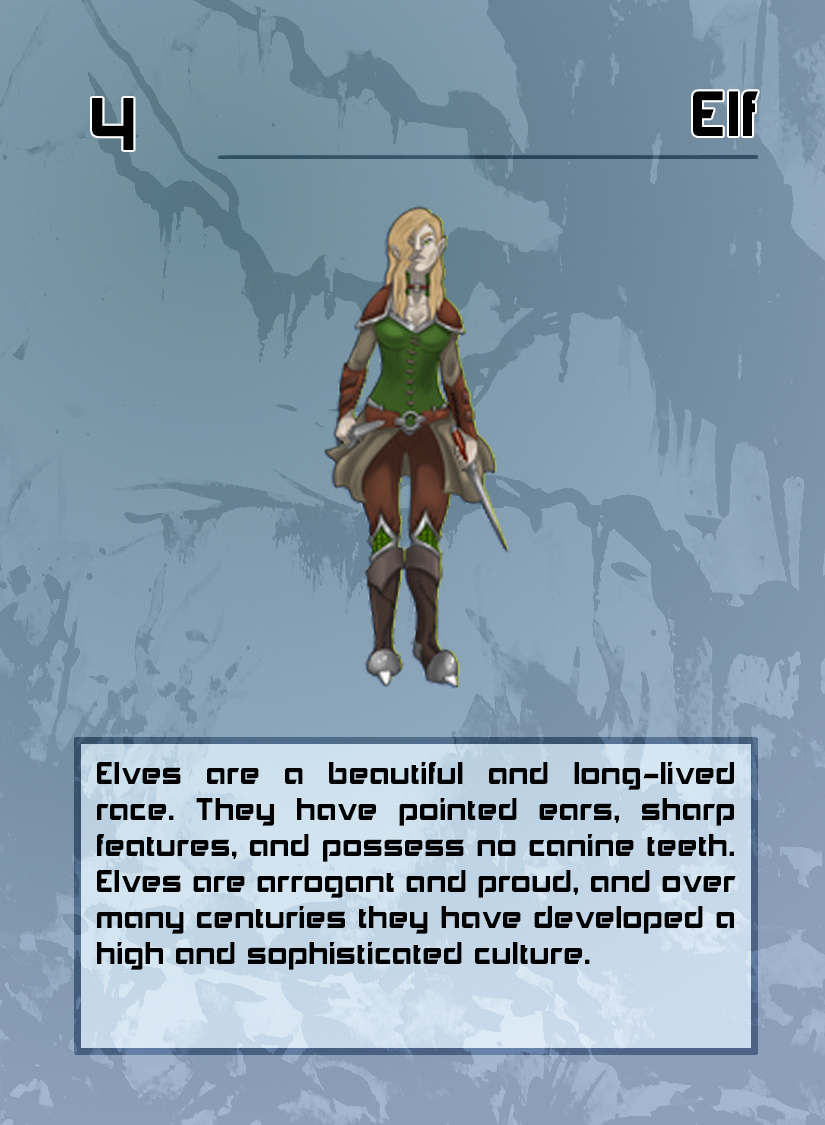 4
Elf
Elves are a beautiful and long-lived
race. They have pointed ears, sharp
features, and possess no canine teeth.
Elves are arrogant and proud, and over
many centuries they have developed a
high and sophisticated culture.